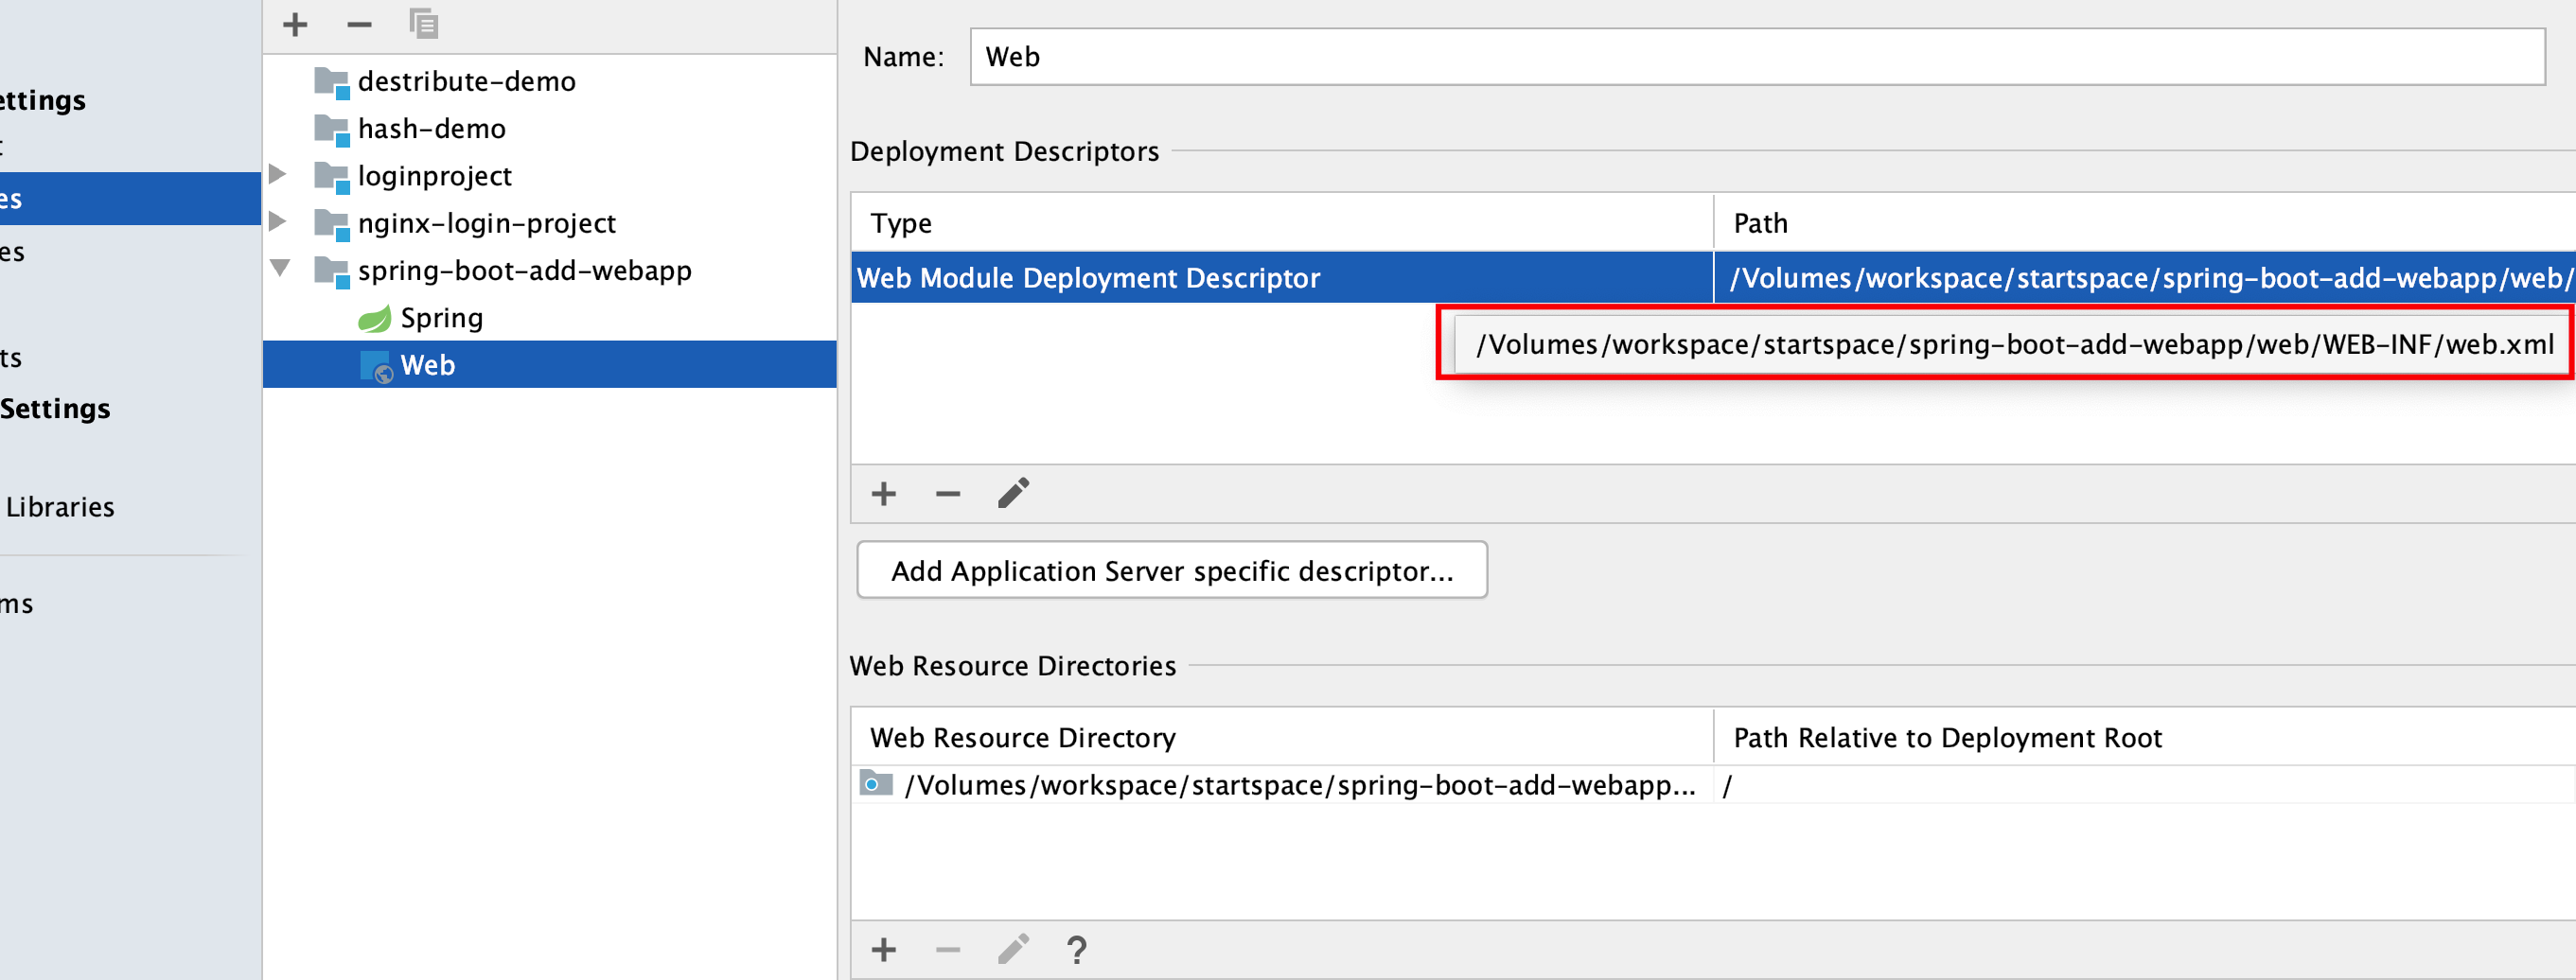 ettings
es
es
ts
Settings
Libraries
ms
destribute-demo
hash-demo
loginproject
nginx-login-project
spring-boot-add-webapp
Spring
Web
Name: Web
Deployment Descriptors
Type Path
Web Module Deployment Descriptor /Volumes/workspace/startspace/spring-boot-add-webapp/web/
/Volumes/workspace/startspace/spring-boot-add-webapp/web/WEB-INF/web.xml
Add Application Server specific descriptor...
Web Resource Directories
Web Resource Directory Path Relative to Deployment Root
/Volumes/workspace/startspace/spring-boot-add-webapp... /
?